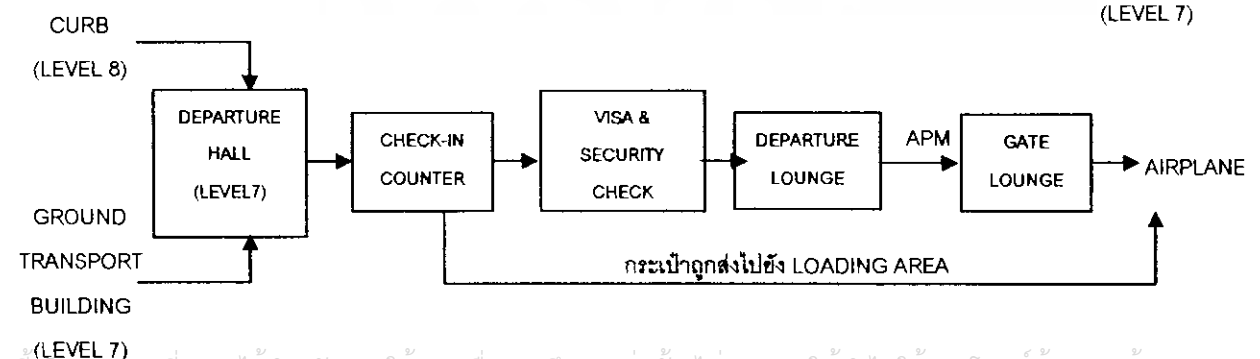 (LEVEL 7)
CURB
(LEVEL 8)
DEPARTURE
HALL
(LEVEL7)
CHECK-IN
COUNTER
VISA &
SECURITY
CHECK
DEPARTURE
LOUNGE
APM
GATE
LOUNGE
AIRPLANE
GROUND
TRANSPORT
BUILDING
(LEVEL 7)
กระเป๋าถูกส่งไปยัง LOADING AREA